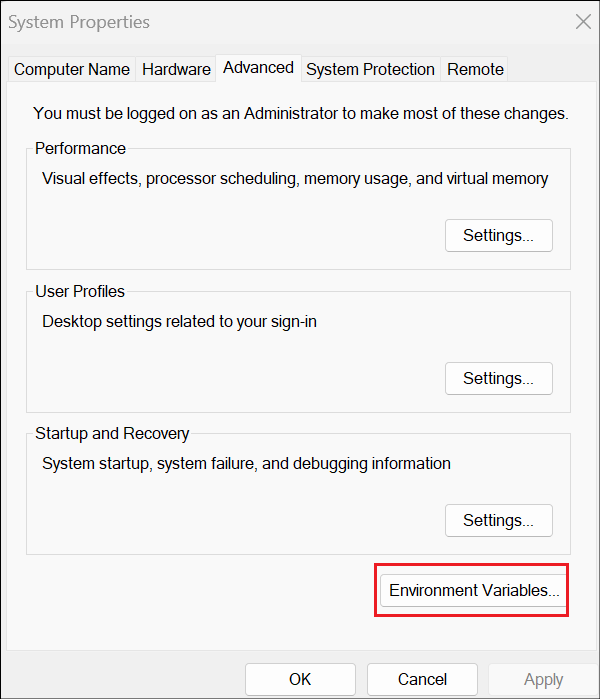 System Properties
Computer Name Hardware Advanced System Protection Remote
You must be logged on as an Administrator to make most of these changes.
Performance
Visual effects, processor scheduling, memory usage, and virtual memory
Settings...
User Profiles
Desktop settings related to your sign-in
Settings...
Startup and Recovery
System startup, system failure, and debugging information
Settings...
Environment Variables...
OK Cancel Apply